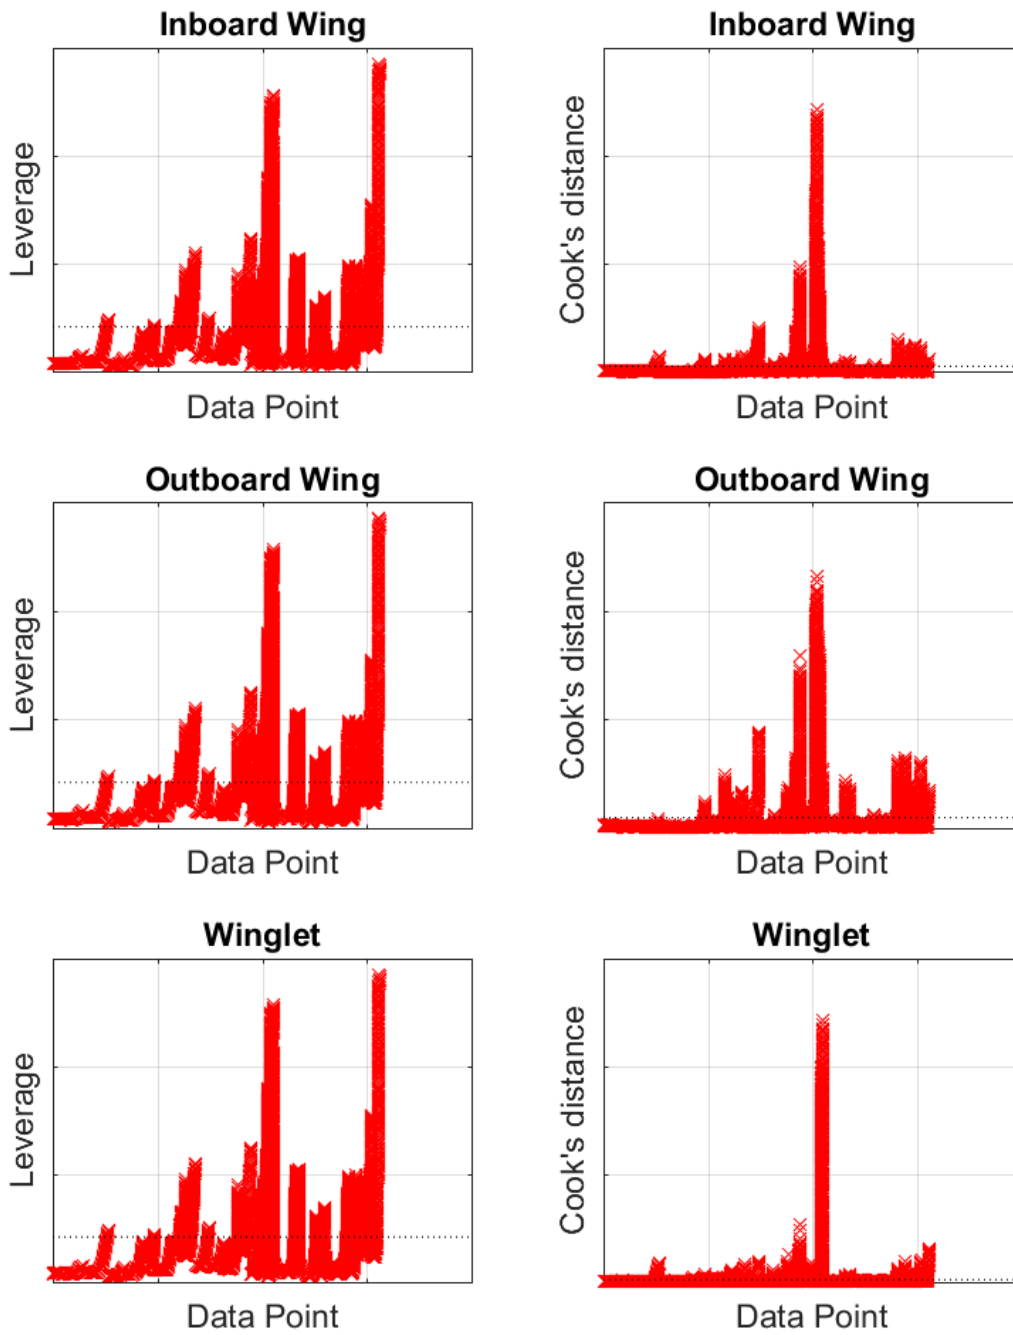 Inboard Wing
Leverage
Data Point
Inboard Wing
Cook's distance
Data Point
Outboard Wing
Leverage
Data Point
Outboard Wing
Cook's distance
Data Point
Winglet
Leverage
Data Point
Winglet
Cook's distance
Data Point